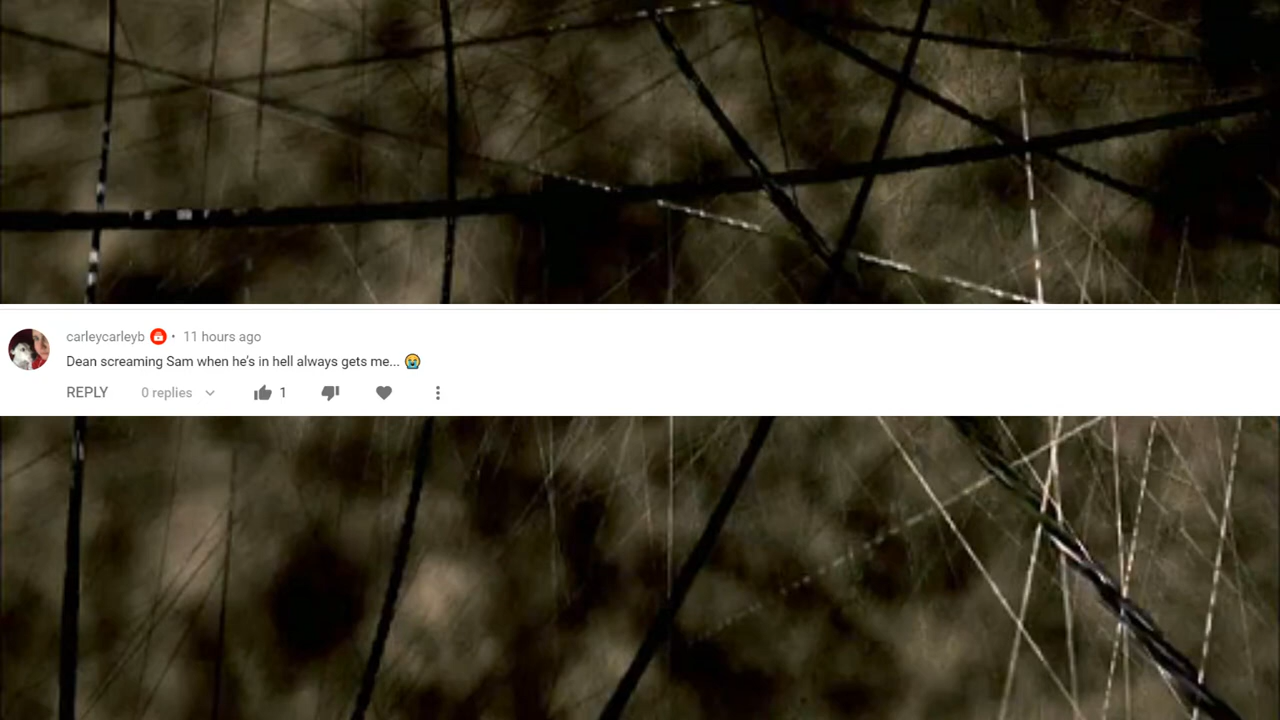 carleycarleyb • 11 hours ago
Dean screaming Sam when he's in hell always gets me... 😭
REPLY 0 replies 1